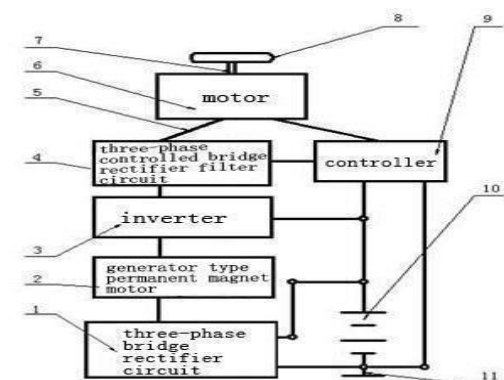 8
9
7
6
motor
5
4
three-phase
controlled bridge
rectifier filter
circuit
controller
10
inverter
3
generator type
permanent magnet
motor
2
1
three-phase
bridge
rectifier
circuit
11